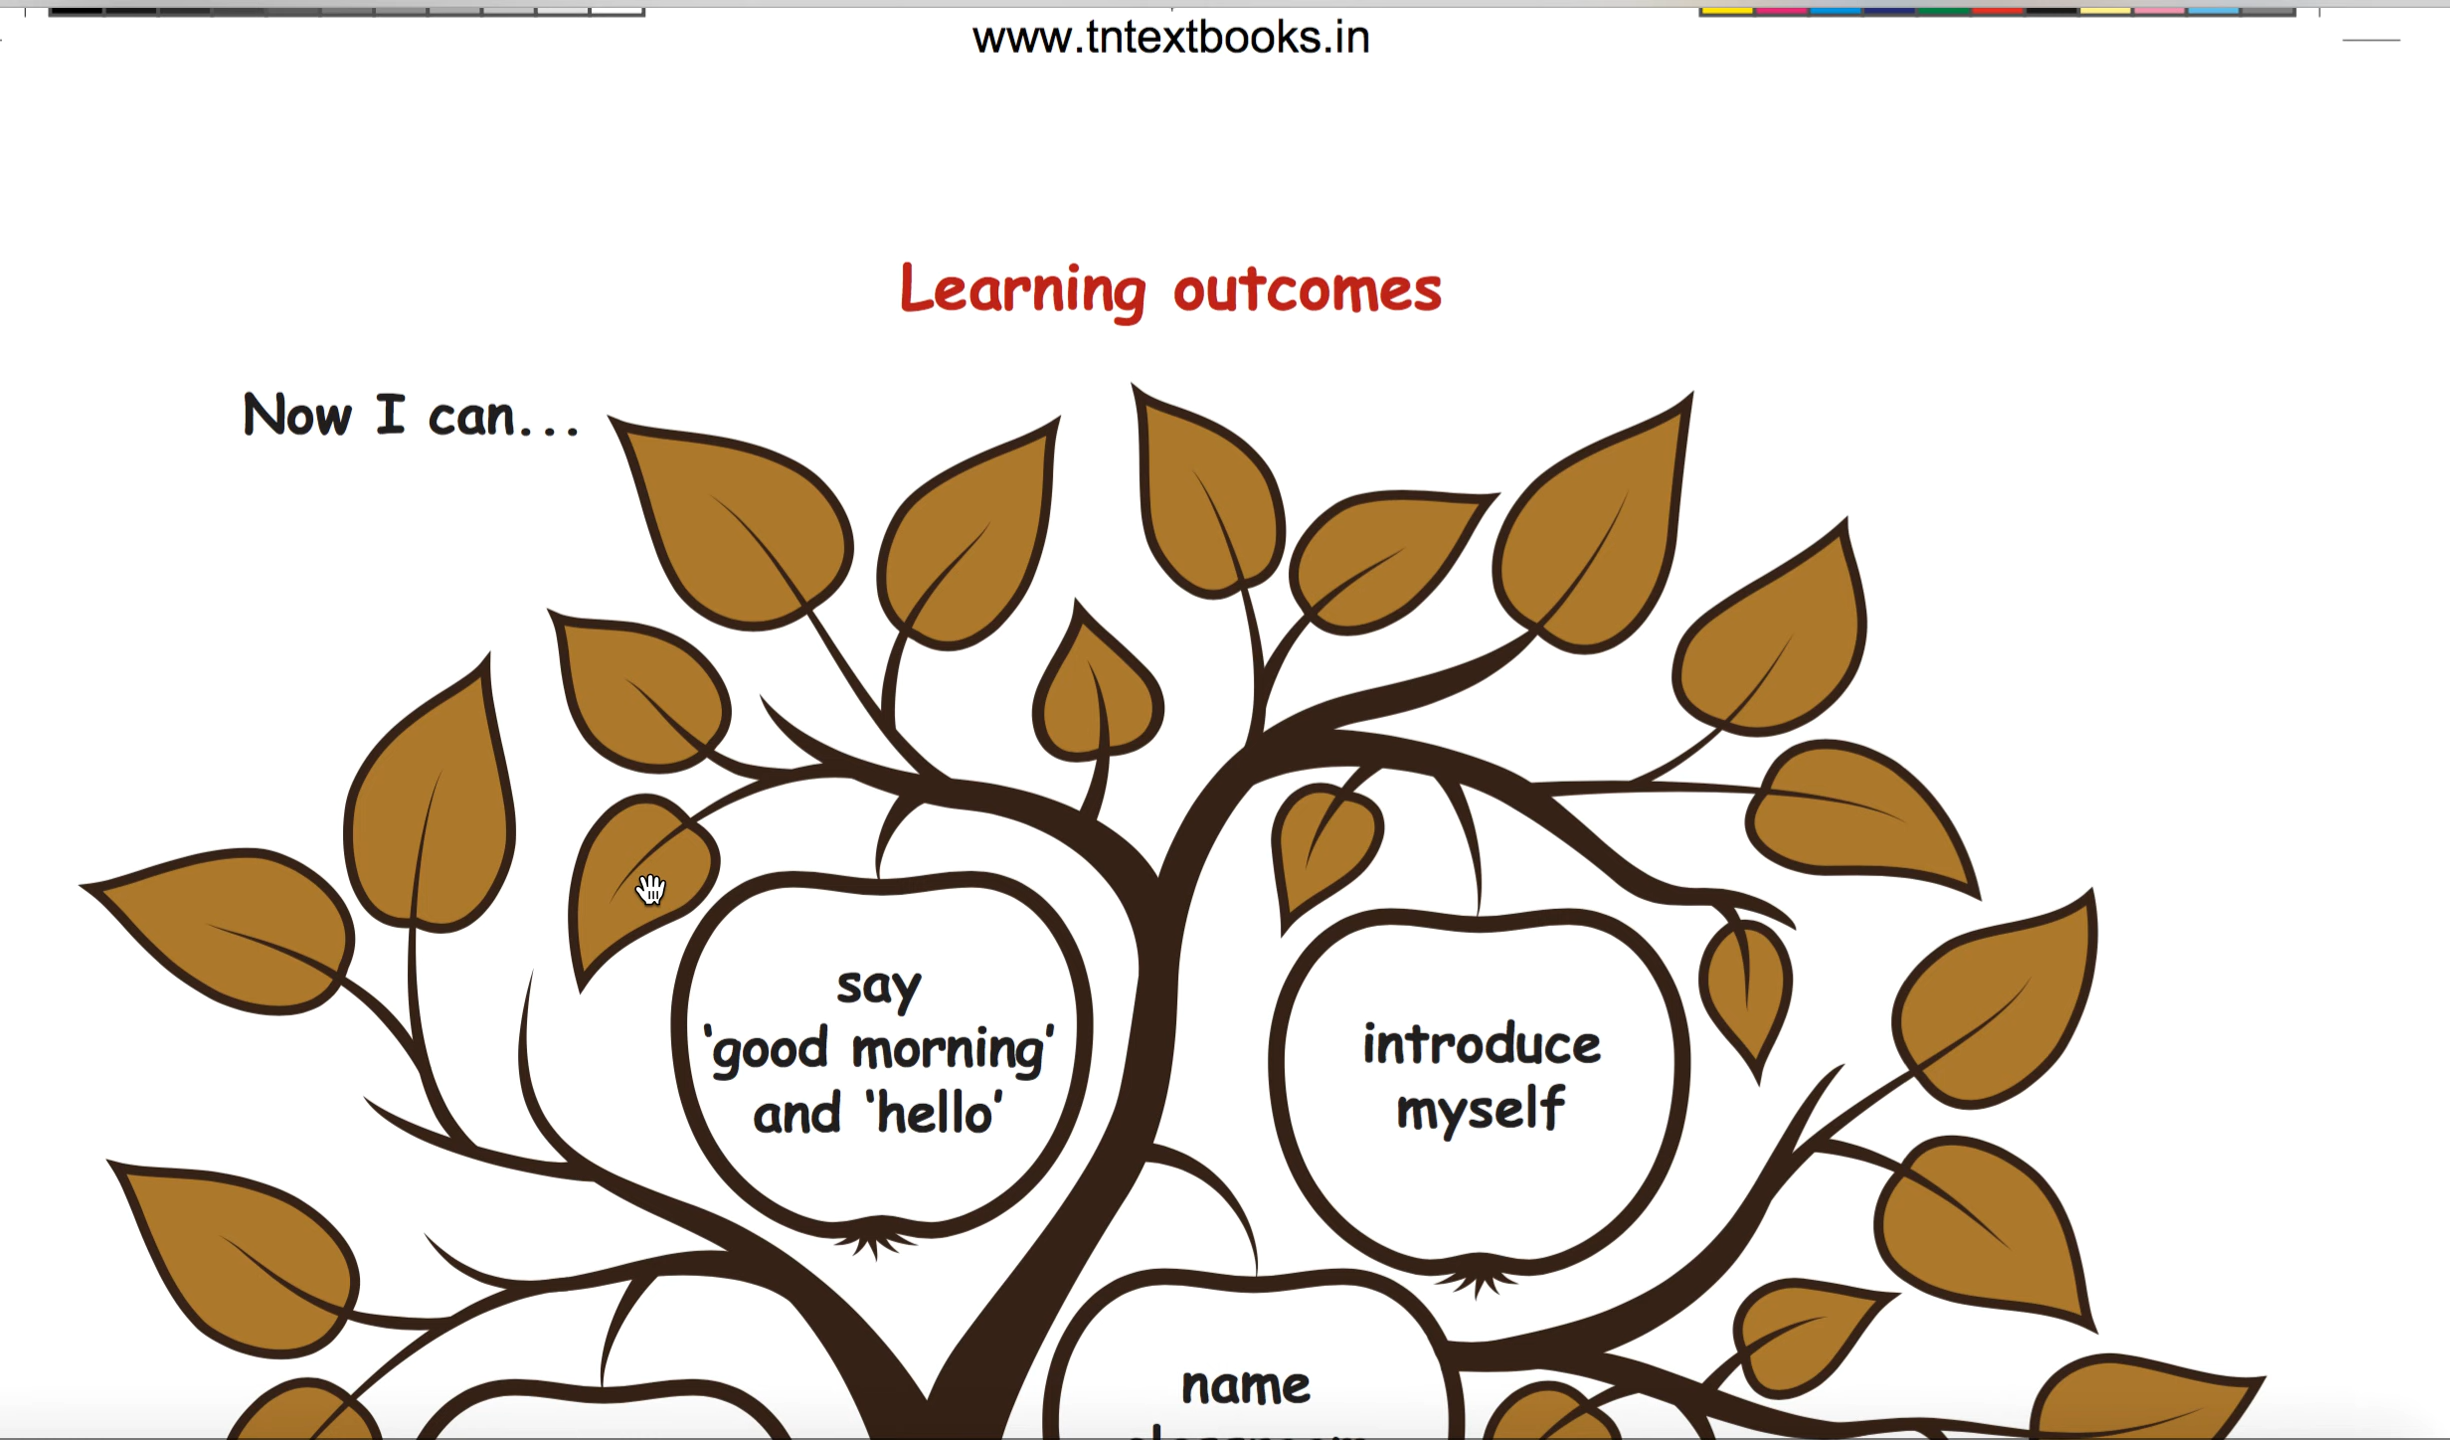 www.tntextbooks.in
Learning outcomes
Now I can...
say
'good morning'
and 'hello'
introduce
myself
name